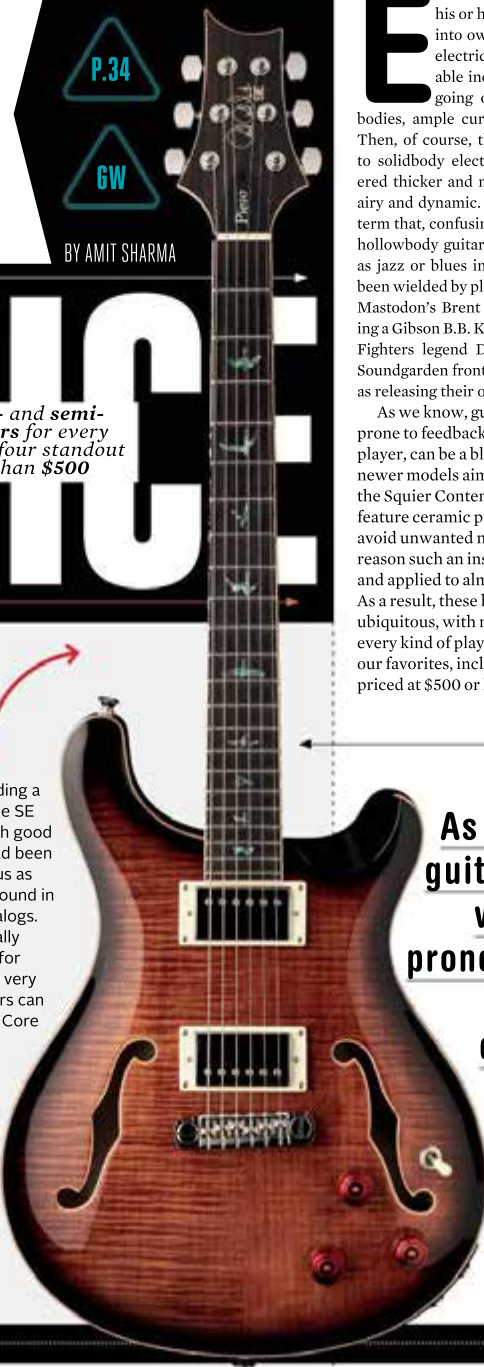 P.34
GW
BY AMIT SHARMA
ICE
- and semi-
rs for every
four standout
han $500
SE
Piezo
E
his or h
into ow
electric
able inc
going o
bodies, ample cur
Then, of course, t
to solidbody elect
ered thicker and n
airy and dynamic.
term that, confusin
hollowbody guitar
as jazz or blues in
been wielded by pl
Mastodon's Brent
ing a Gibson B.B. K
Fighters legend D
Soundgarden front
as releasing their o
As we know, gu
prone to feedback
player, can be a bl
newer models aim
the Squier Conten
feature ceramic p
avoid unwanted n
reason such an ins
and applied to alm
As a result, these l
ubiquitous, with n
every kind of play
our favorites, incl
priced at $500 or l
ding a
e SE
h good
d been
us as
ound in
alogs.
ally
for
very
rs can
Core
As
guit
prone